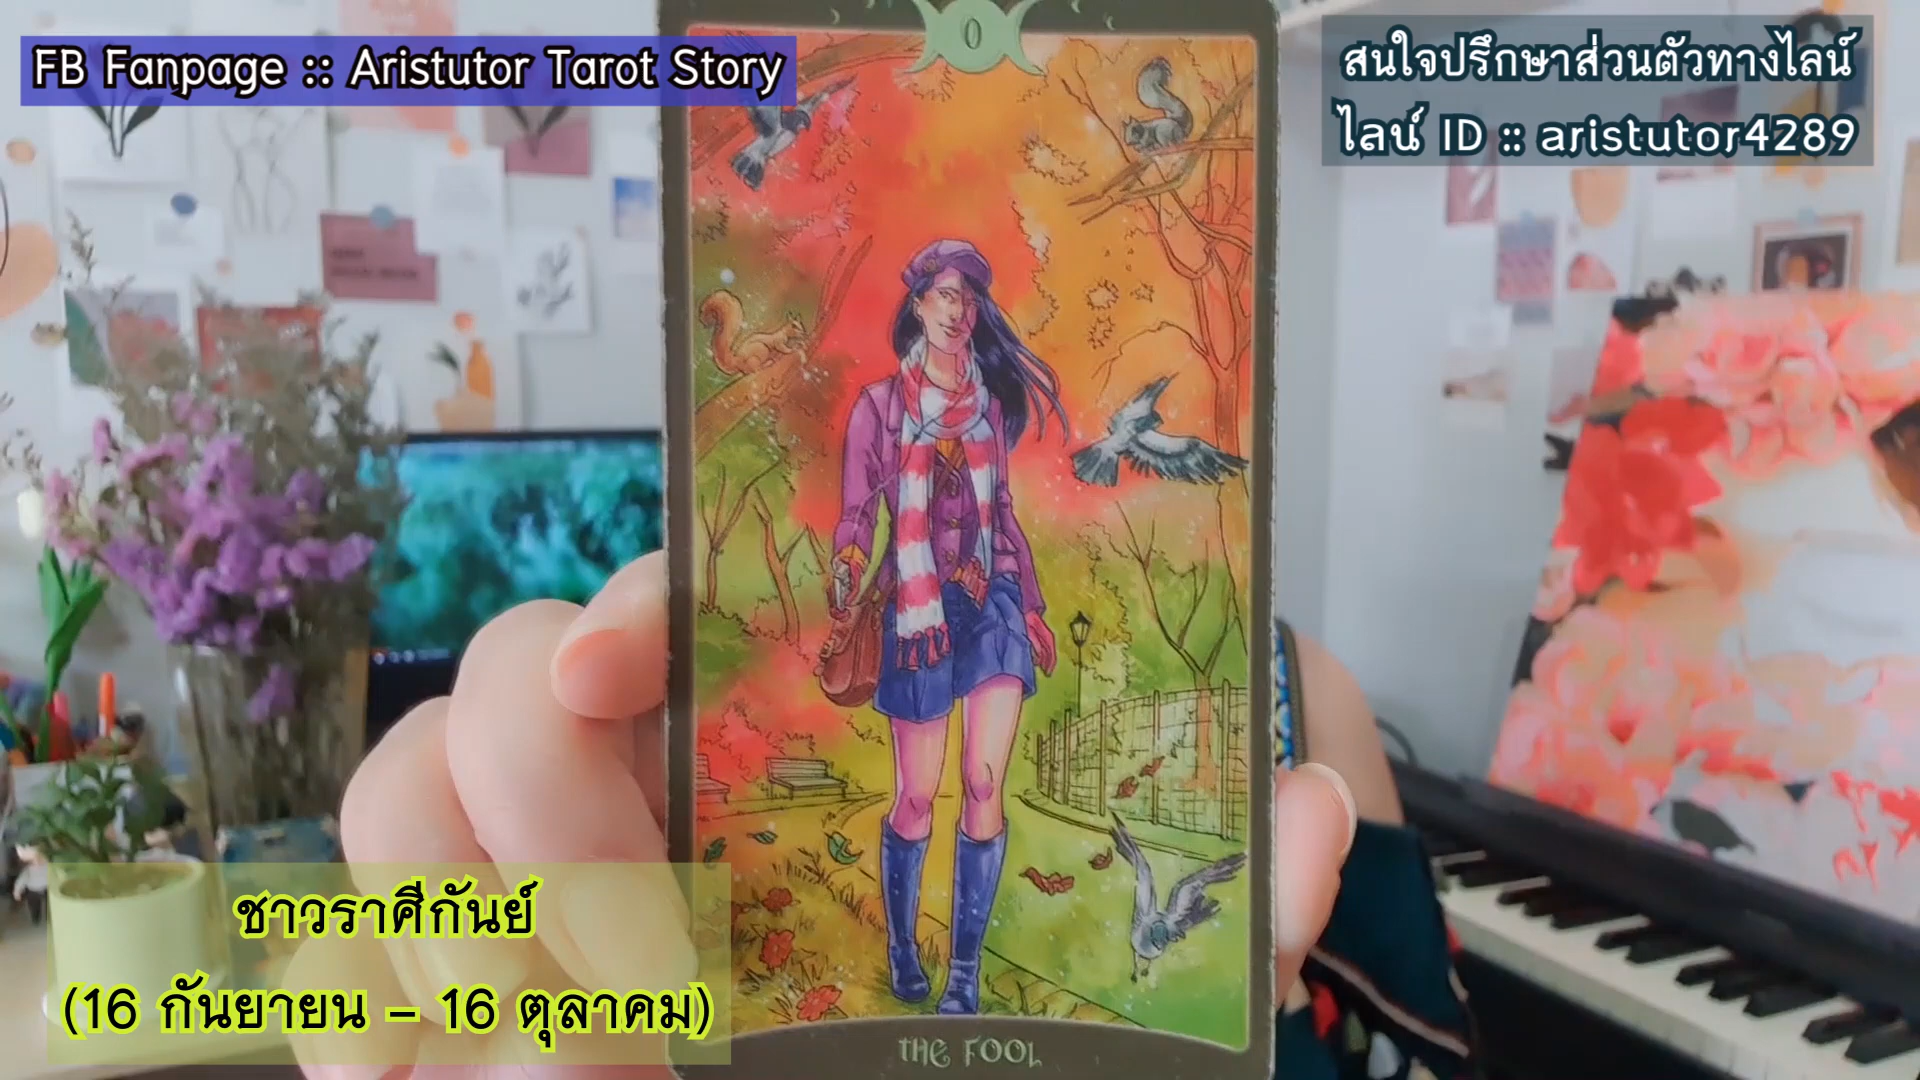 FB Fanpage :: Aristutor Tarot Story
สนใจปรึกษาส่วนตัวทางไลน์
ไลน์ ID :: aristutor4289
0
ชาวราศีกันย์
(16 กันยายน – 16 ตุลาคม)
THE FOOL